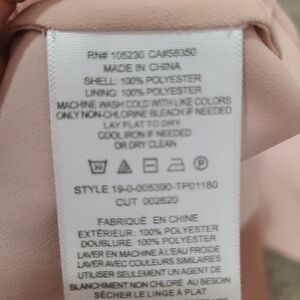 RN# 105230 CA#56350
MADE IN CHINA
SHELL: 100% POLYESTER
LINING: 100% POLYESTER
MACHINE WASH COLD WITH LIKE COLORS
ONLY NON-CHLORINE BLEACH IF NEEDED
LAY FLAT TO DRY
COOL IRON IF NEEDED
OR DRY CLEAN
STYLE 19-0-005390-TP01180
CUT 002620
FABRIQUÉ EN CHINE
EXTÉRIEUR: 100% POLYESTER
DOUBLURE: 100% POLYESTER
LAVER EN MACHINE À L'EAU FROIDE
LAVER AVEC COULEURS SIMILAIRES
UTILISER SEULEMENT UN AGENT DE
BLANCHIMENT NON CHLORÉ AU BESOIN
SÉCHER LE LINGE À PLAT